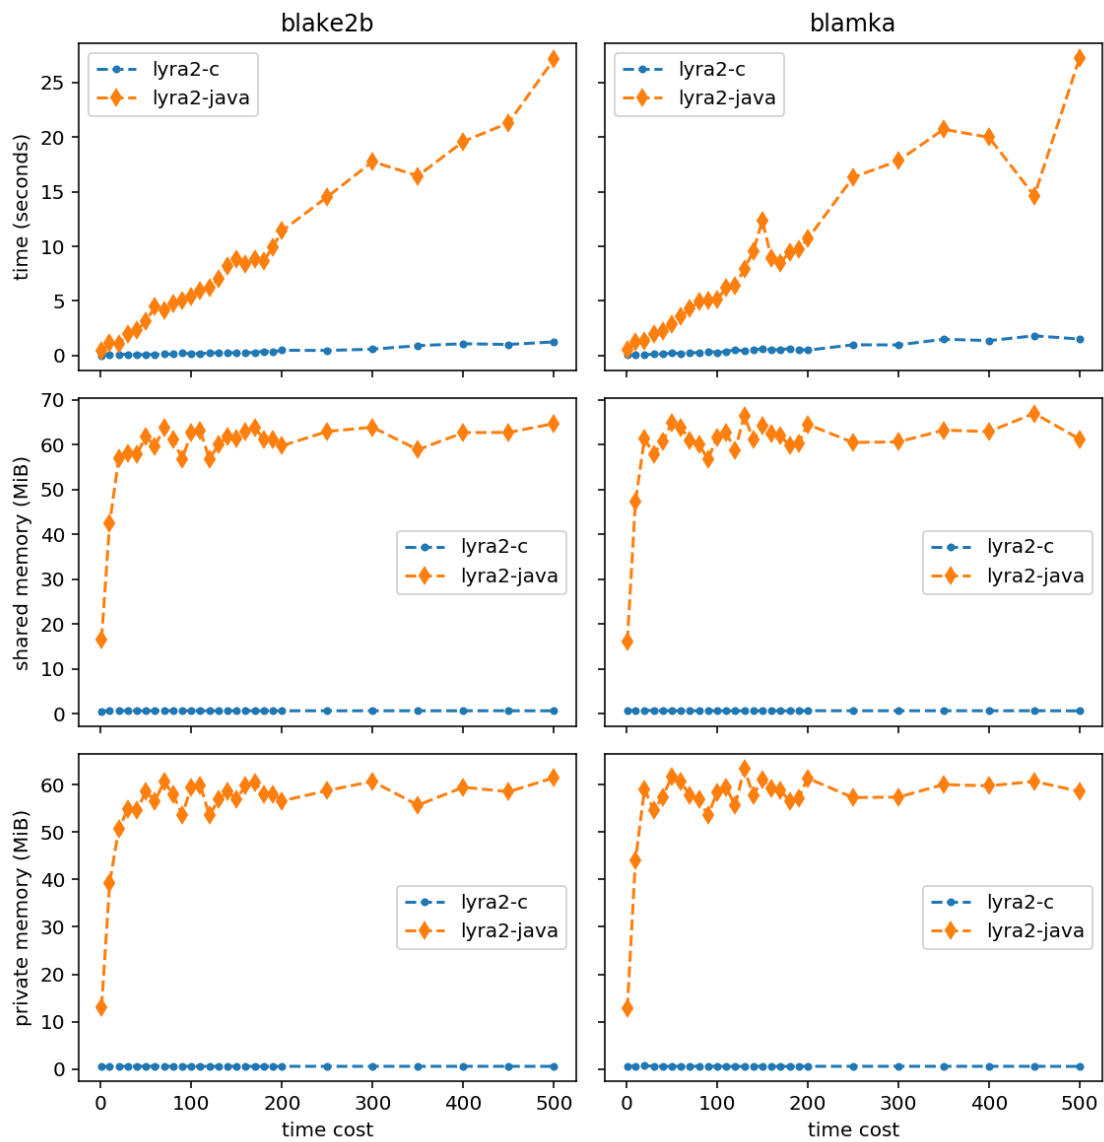 blake2b
blamka
time (seconds)
25
20
15
10
5
0
lyra2-c
lyra2-java
lyra2-c
lyra2-java
shared memory (MiB)
70
60
50
40
30
20
10
0
lyra2-c
lyra2-java
lyra2-c
lyra2-java
private memory (MiB)
60
50
40
30
20
10
0
lyra2-c
lyra2-java
lyra2-c
lyra2-java
0 100 200 300 400 500
0 100 200 300 400 500
time cost
time cost